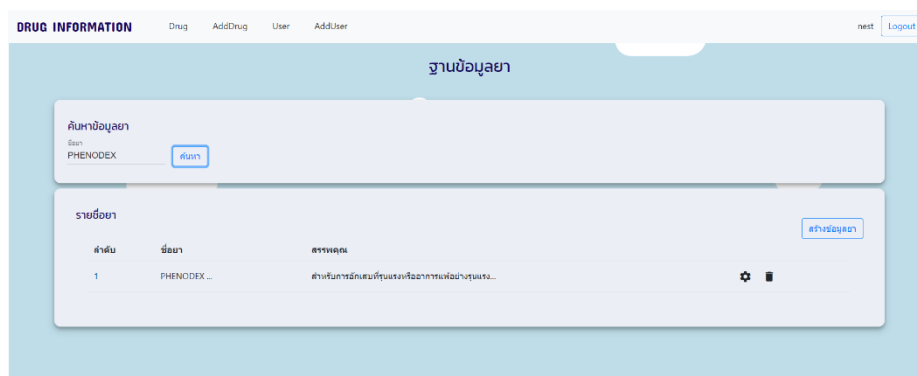 DRUG INFORMATION Drug AddDrug User AddUser nest Logout
ฐานข้อมูลยา
ค้นหาข้อมูลยา
ชื่อยา
PHENODEX ค้นหา
รายชื่อยา
สร้างข้อมูลยา
ลำดับ ชื่อยา สรรพคุณ
1 PHENODEX ... สำหรับการอักเสบที่รุนแรงหรืออาการแพ้อย่างรุนแรง...